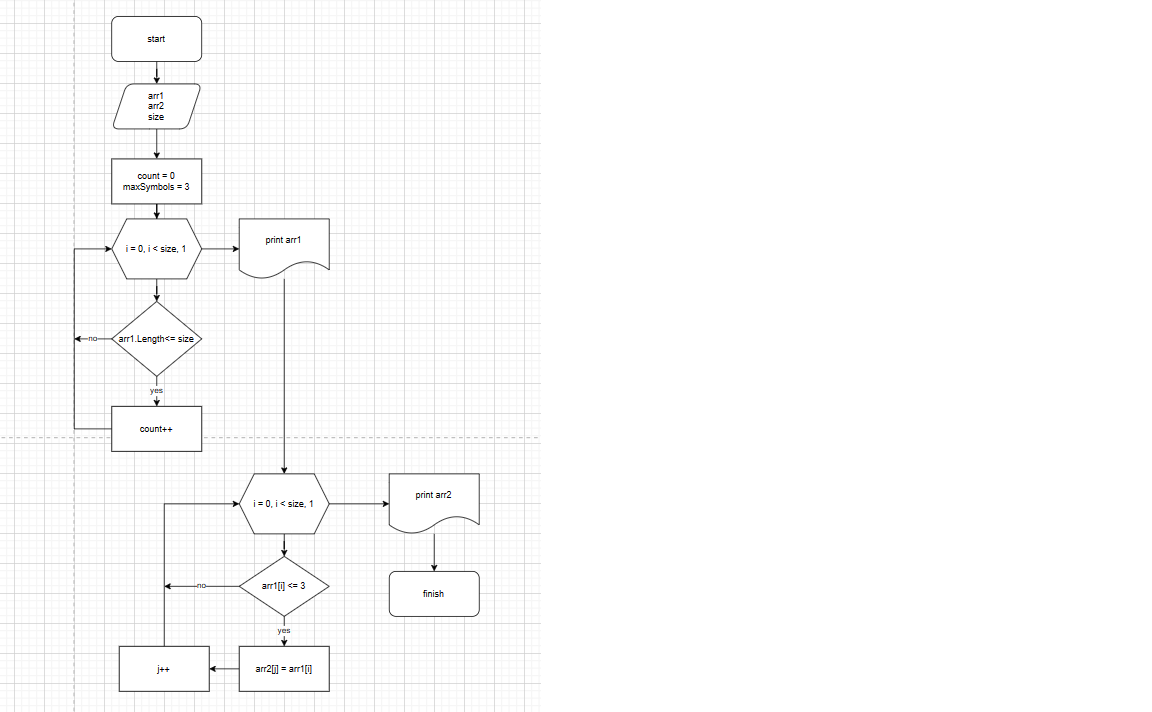 start
arr1
arr2
size
count = 0
maxSymbols = 3
i = 0, i < size, 1
print arr1
no
arr1.Length<= size
yes
count++
i = 0, i < size, 1
print arr2
no
arr1[i] <= 3
finish
yes
j++
arr2[j] = arr1[i]